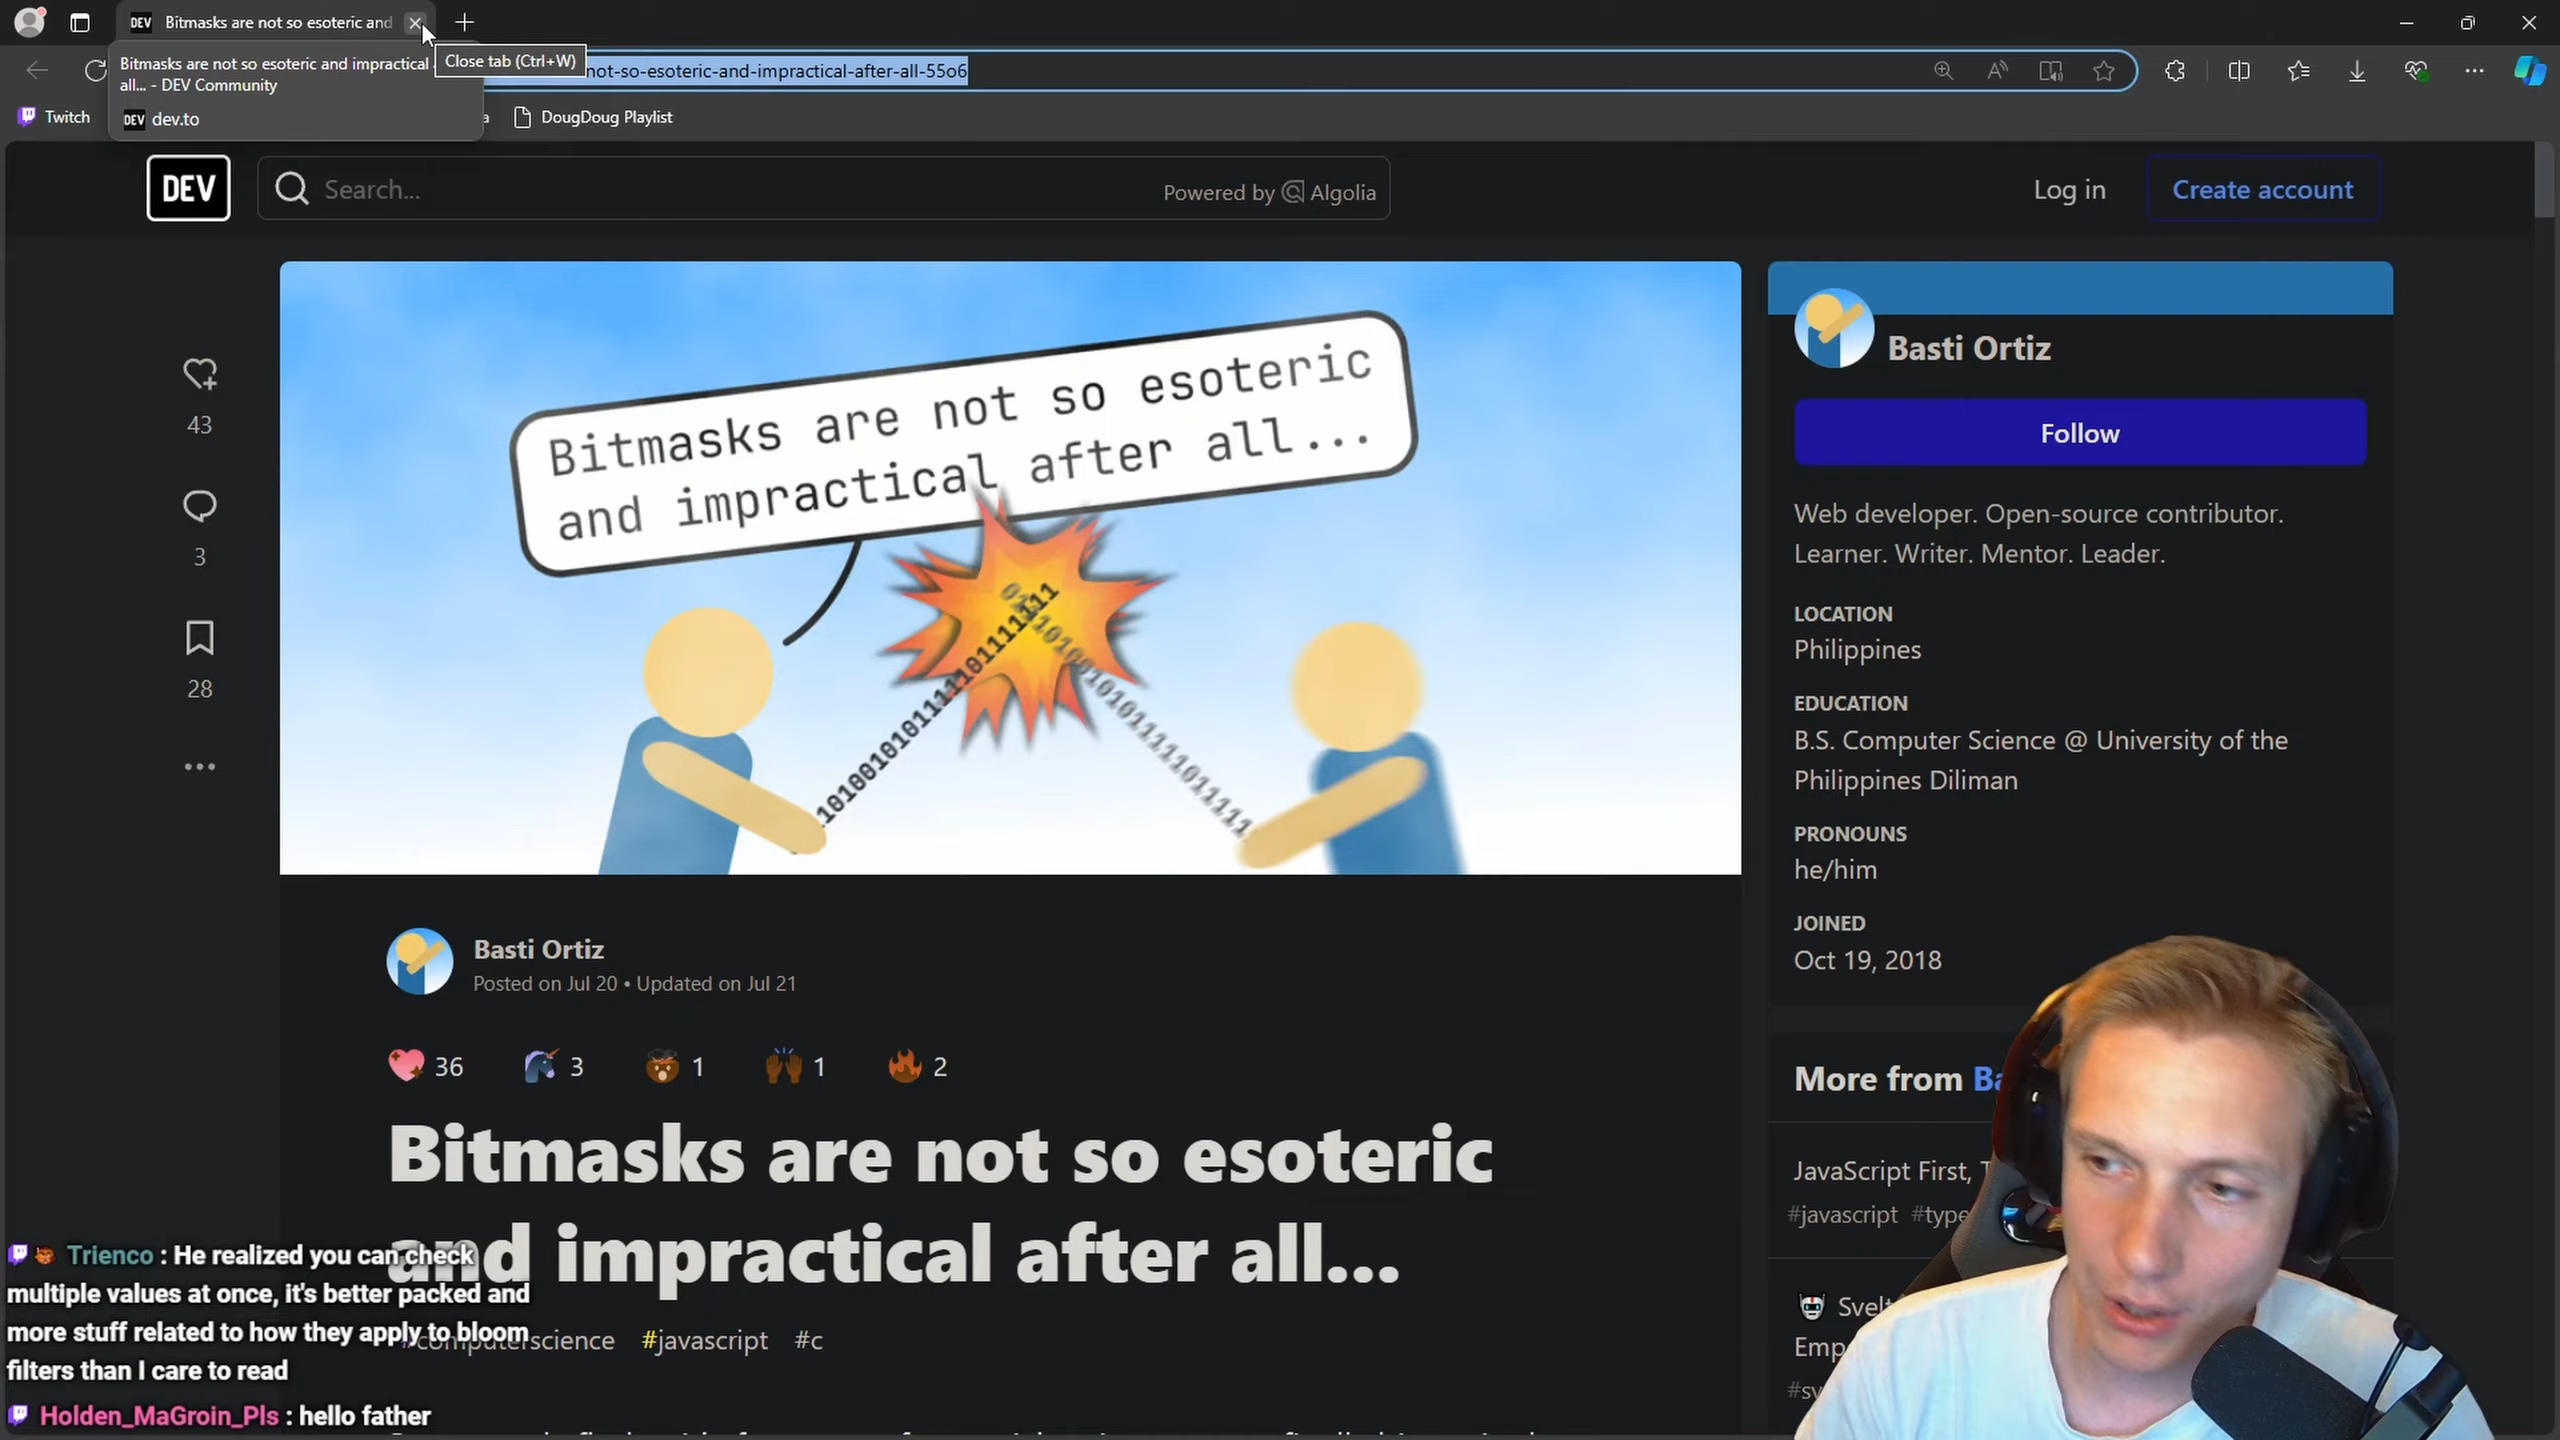 DEV Bitmasks are not so esoteric and
Bitmasks are not so esoteric and impractical
all... - DEV Community
DEV dev.to
Close tab (Ctrl+W)
not-so-esoteric-and-impractical-after-all-55o6
Twitch
a
DougDoug Playlist
DEV
Search...
Powered by Algolia
Log in
Create account
43
3
28
Bitmasks are not so esoteric
and impractical after all...
Basti Ortiz
Follow
Web developer. Open-source contributor.
Learner. Writer. Mentor. Leader.
LOCATION
Philippines
EDUCATION
B.S. Computer Science @ University of the
Philippines Diliman
PRONOUNS
he/him
JOINED
Oct 19, 2018
Basti Ortiz
Posted on Jul 20 • Updated on Jul 21
36 3 1 1 2
Bitmasks are not so esoteric
and impractical after all...
#computerscience #javascript #c
More from Ba
JavaScript First, T
#javascript #type
Svelt
Emp
#sv
Trienco : He realized you can check
multiple values at once, it's better packed and
more stuff related to how they apply to bloom
filters than I care to read
Holden_MaGroin_Pls : hello father